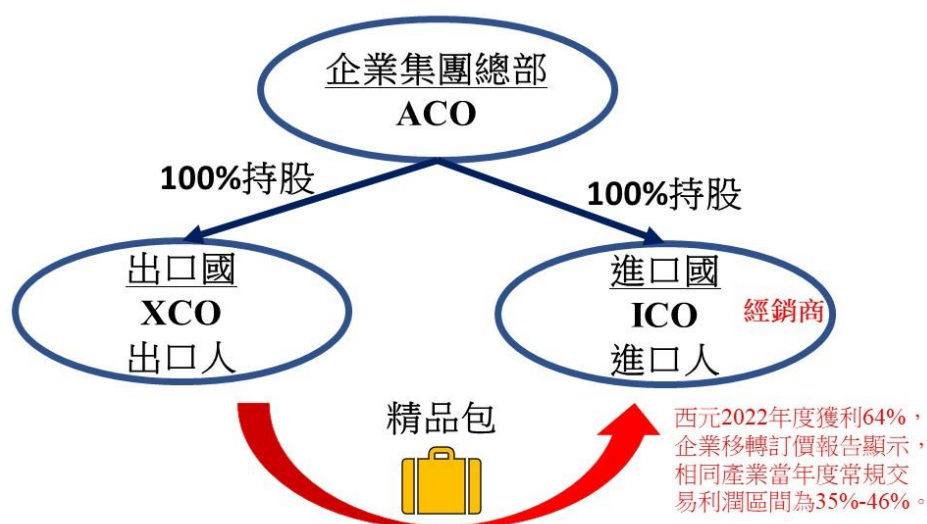 企業集團總部
ACO
100%持股
100%持股
出口國
XCO
出口人
進口國
ICO
進口人
經銷商
精品包
西元2022年度獲利64%，
企業移轉訂價報告顯示，
相同產業當年度常規交
易利潤區間為35%-46%。